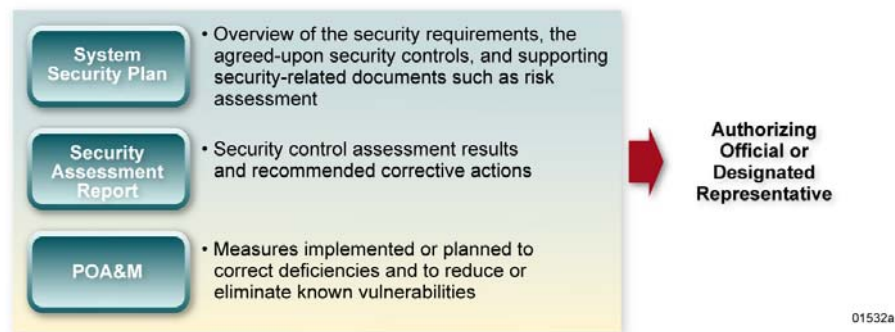 System
Security Plan
• Overview of the security requirements, the
agreed-upon security controls, and supporting
security-related documents such as risk
assessment
Security
Assessment
Report
• Security control assessment results
and recommended corrective actions
POA&M
• Measures implemented or planned to
correct deficiencies and to reduce or
eliminate known vulnerabilities
Authorizing
Official or
Designated
Representative
01532a